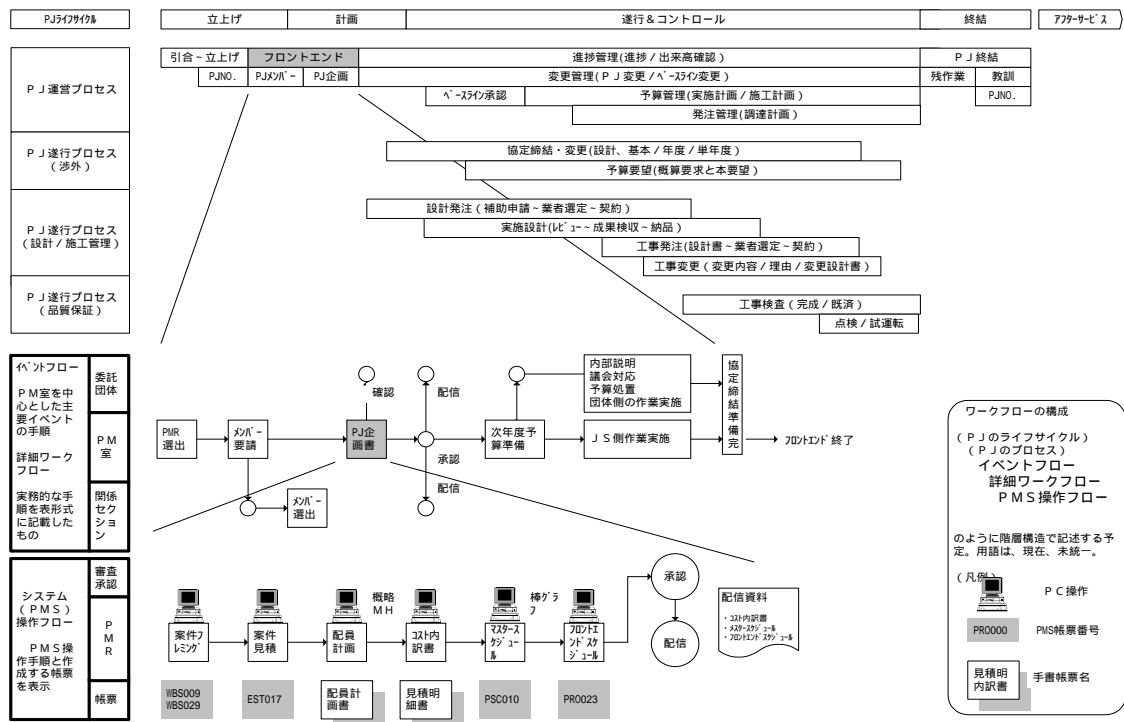 PJﾗｲﾌｻｲｸﾙ
立上げ
計画
遂行＆コントロール
終結
ｱﾌﾀｰｻｰﾋﾞｽ
ＰＪ運営プロセス
引合～立上げ
フロントエンド
進捗管理(進捗／出来高確認)
ＰＪ終結
PJNO.
PJﾒﾝﾊﾞｰ
PJ企画
変更管理(ＰＪ変更／ﾍﾞｰｽﾗｲﾝ変更)
残作業
教訓
ﾍﾞｰｽﾗｲﾝ承認
予算管理(実施計画／施工計画)
PJNO.
発注管理(調達計画)
ＰＪ遂行プロセス
（渉外）
協定締結・変更(設計、基本／年度／単年度)
予算要望(概算要求と本要望)
ＰＪ遂行プロセス
（設計／施工管理）
設計発注（補助申請～業者選定～契約）
実施設計(ﾚﾋﾞｭｰ～成果検収～納品)
工事発注(設計書～業者選定～契約）
工事変更（変更内容／理由／変更設計書）
ＰＪ遂行プロセス
（品質保証）
工事検査（完成／既済）
点検／試運転
ｲﾍﾞﾝﾄフロー
ＰＭ室を中
心とした主
要イベント
の手順
詳細ワーク
フロー
実務的な手
順を表形式
に記載した
もの
委託
団体
ＰＭ
室
関係
セク
ショ
ン
PMR
選出
ﾒﾝﾊﾞｰ
要請
ﾒﾝﾊﾞｰ
選出
PJ企
画書
確認
配信
承認
配信
次年度予
算準備
内部説明
議会対応
予算処置
団体側の作業実施
ＪＳ側作業実施
協
定
締
結
準
備
完
ﾌﾛﾝﾄｴﾝﾄﾞ終了
システム
（ＰＭＳ）
操作フロー
ＰＭＳ操
作手順と作
成する帳票
を表示
審査
承認
Ｐ
Ｍ
Ｒ
帳票
案件ﾌ
ﾚﾐﾝｸﾞ
案件
見積
配員
計画
概略
ＭＨ
ｺｽﾄ内
訳書
ﾏｽﾀｰｽ
ｹｼﾞｭｰ
ﾙ
棒ｸﾞﾗ
ﾌ
ﾌﾛﾝﾄｴ
ﾝﾄﾞｽｹ
ｼﾞｭｰﾙ
承認
配信
配信資料
・ｺｽﾄ内訳書
・ﾒｽﾀｰｽｹｼﾞｭｰﾙ
・ﾌﾛﾝﾄｴﾝﾄﾞｽｹｼﾞｭｰﾙ
WBS009
WBS029
EST017
配員計
画書
見積明
細書
PSC010
PRO023
ワークフローの構成
（ＰＪのライフサイクル）
（ＰＪのプロセス）
イベントフロー
詳細ワークフロー
ＰＭＳ操作フロー
のように階層構造で記述する予
定。用語は、現在、未統一。
（凡例）
ＰＣ操作
PRO000
PMS帳票番号
見積明
内訳書
手書帳票名